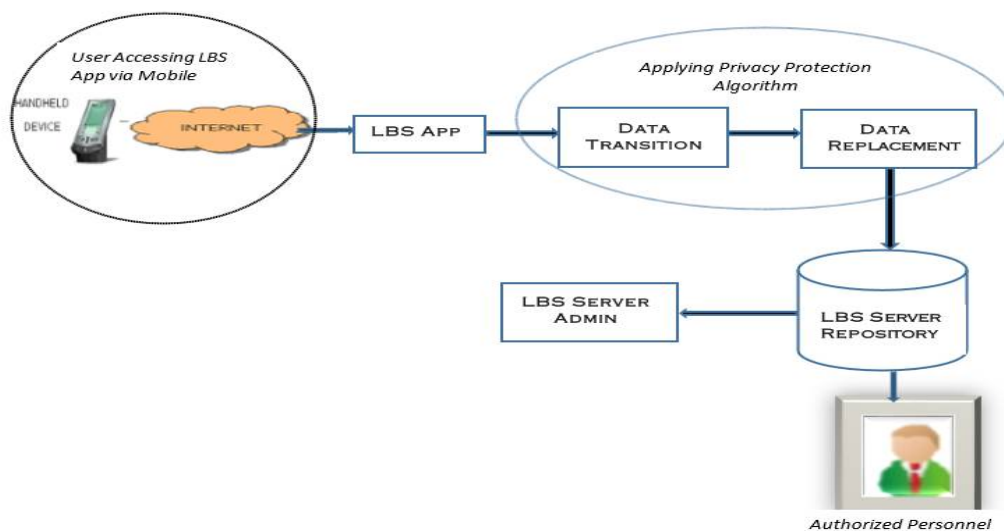 User Accessing LBS
App via Mobile
HANDHELD
DEVICE
INTERNET
LBS APP
Applying Privacy Protection
Algorithm
DATA
TRANSITION
DATA
REPLACEMENT
LBS SERVER
ADMIN
LBS SERVER
REPOSITORY
Authorized Personnel